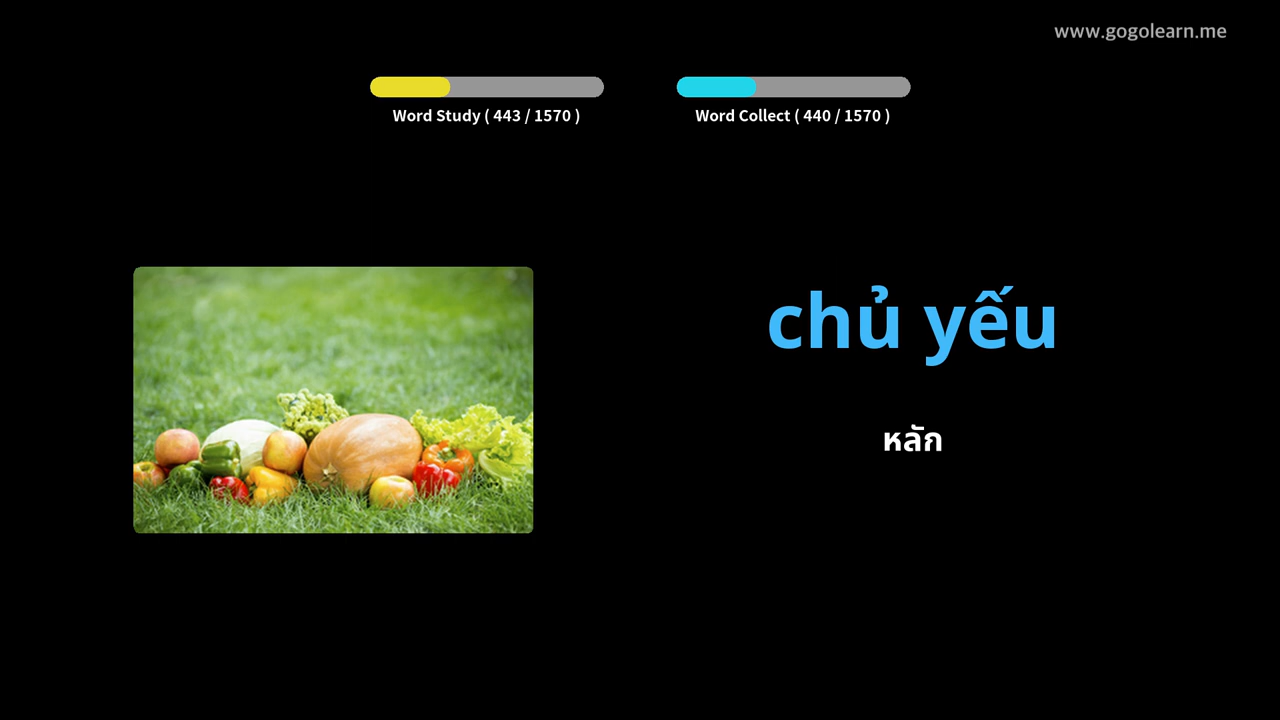 www.gogolearn.me
Word Study ( 443 / 1570 )
Word Collect ( 440 / 1570 )
chủ yếu
หลัก